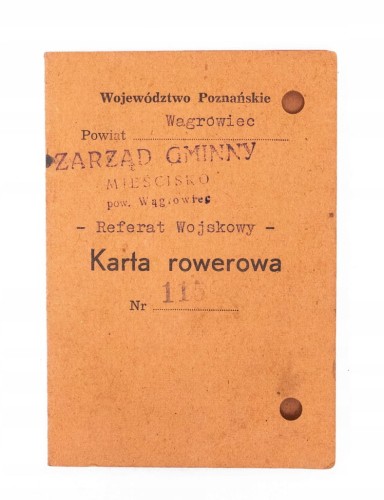 Województwo Poznańskie
Powiat Wągrowiec
ZARZĄD GMINNY
MIEŚCISKO
pow. Wągrowiec
- Referat Wojskowy -
Karta rowerowa
Nr